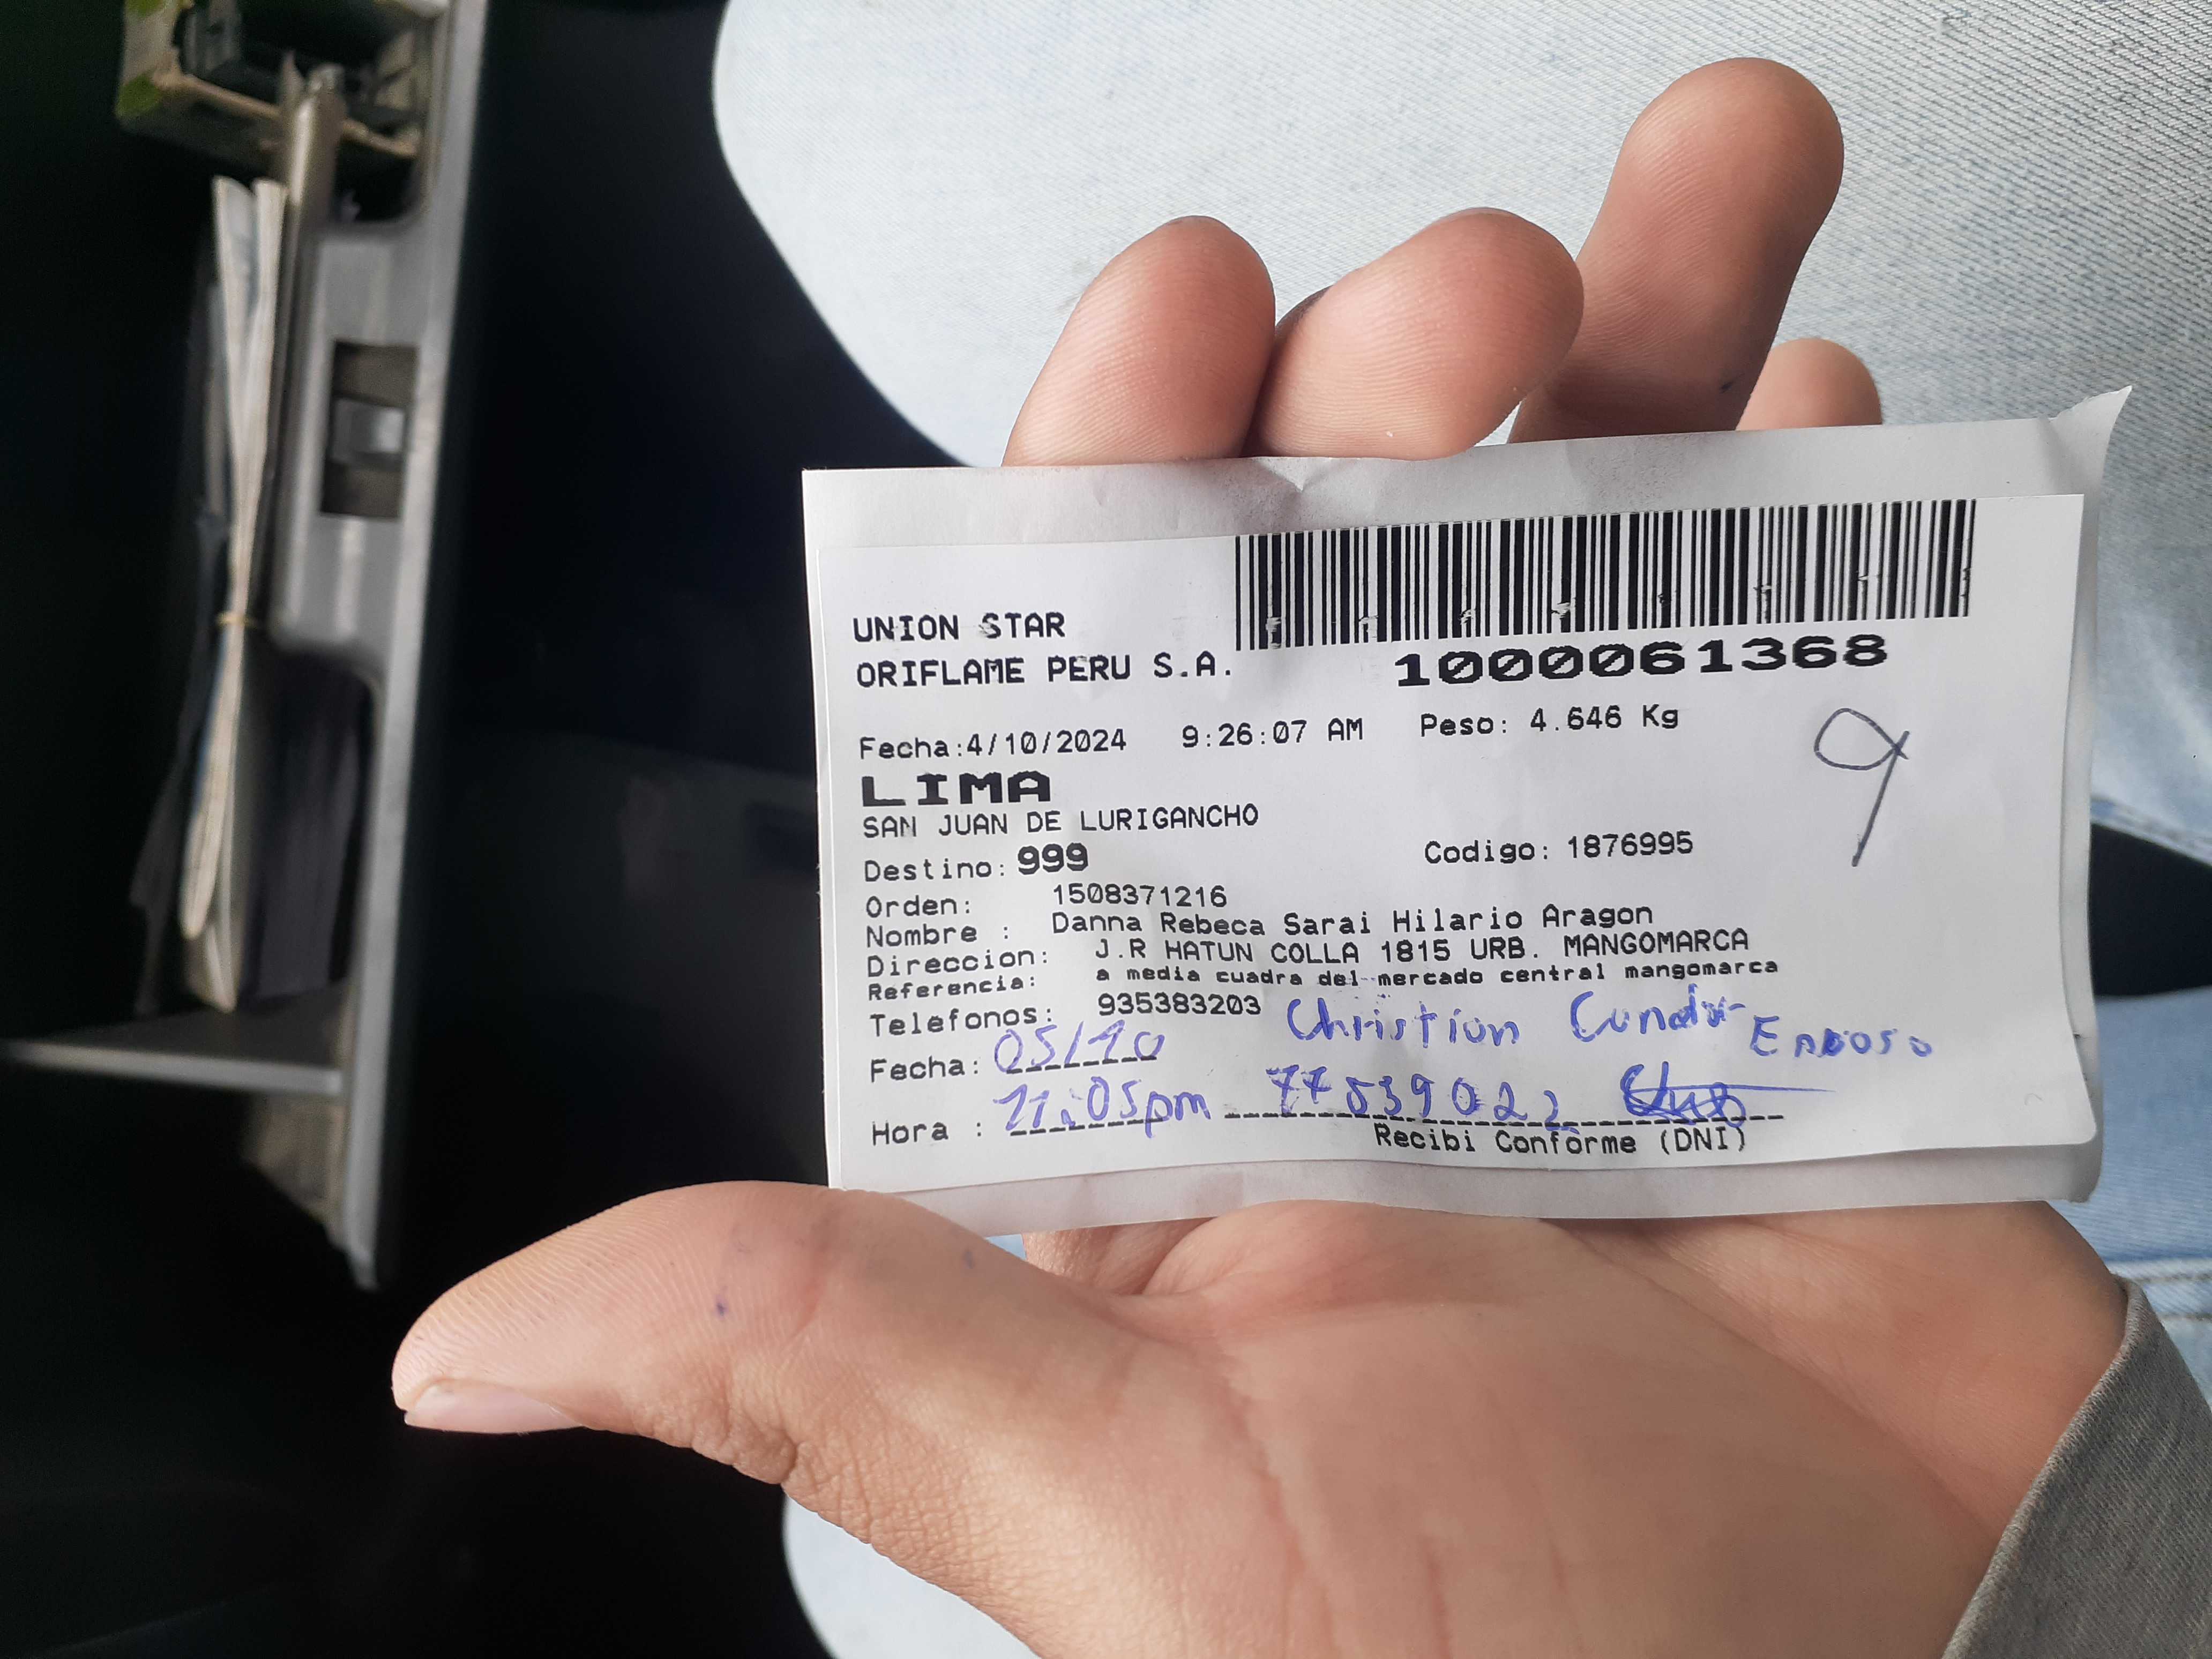 UNION STAR
ORIFLAME PERU S.A.
1000061368
Fecha:4/10/2024 9:26:07 AM Peso: 4.646 Kg
9
LIMA
SAN JUAN DE LURIGANCHO
Destino: 999 Codigo: 1876995
Orden: 1508371216
Nombre : Danna Rebeca Sarai Hilario Aragon
Direccion: J.R HATUN COLLA 1815 URB. MANGOMARCA
Referencia: a media cuadra del mercado central mangomarca
Telefonos: 935383203 Christian
Fecha: 05/10
Hora : 11:05pm 77839022
Recibi Conforme (DNI)